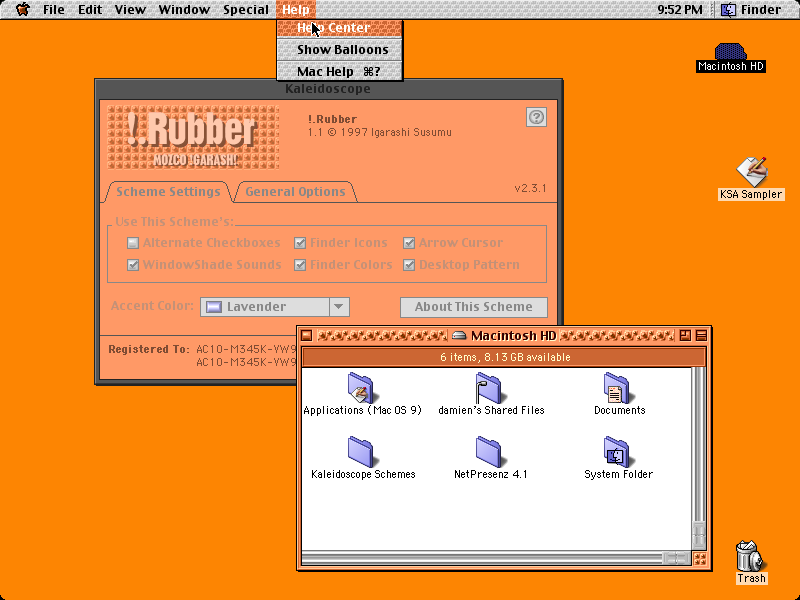 File Edit View Window Special Help 9:52 PM Finder
Help Center
Show Balloons
Mac Help ⌘?
Macintosh HD
Kaleidoscope
!.Rubber
MOZCO !GARASH!
!.Rubber
1.1 © 1997 Igarashi Susumu
KSA Sampler
Scheme Settings General Options v2.3.1
Use This Scheme's:
Alternate Checkboxes Finder Icons Arrow Cursor
WindowShade Sounds Finder Colors Desktop Pattern
Accent Color: Lavender About This Scheme
Registered To: AC10-M345K-VW9
AC10-M345K-VW9
Macintosh HD
6 items, 8.13 GB available
Applications (Mac OS 9) damien's Shared Files Documents
Kaleidoscope Schemes NetPresenz 4.1 System Folder
Trash